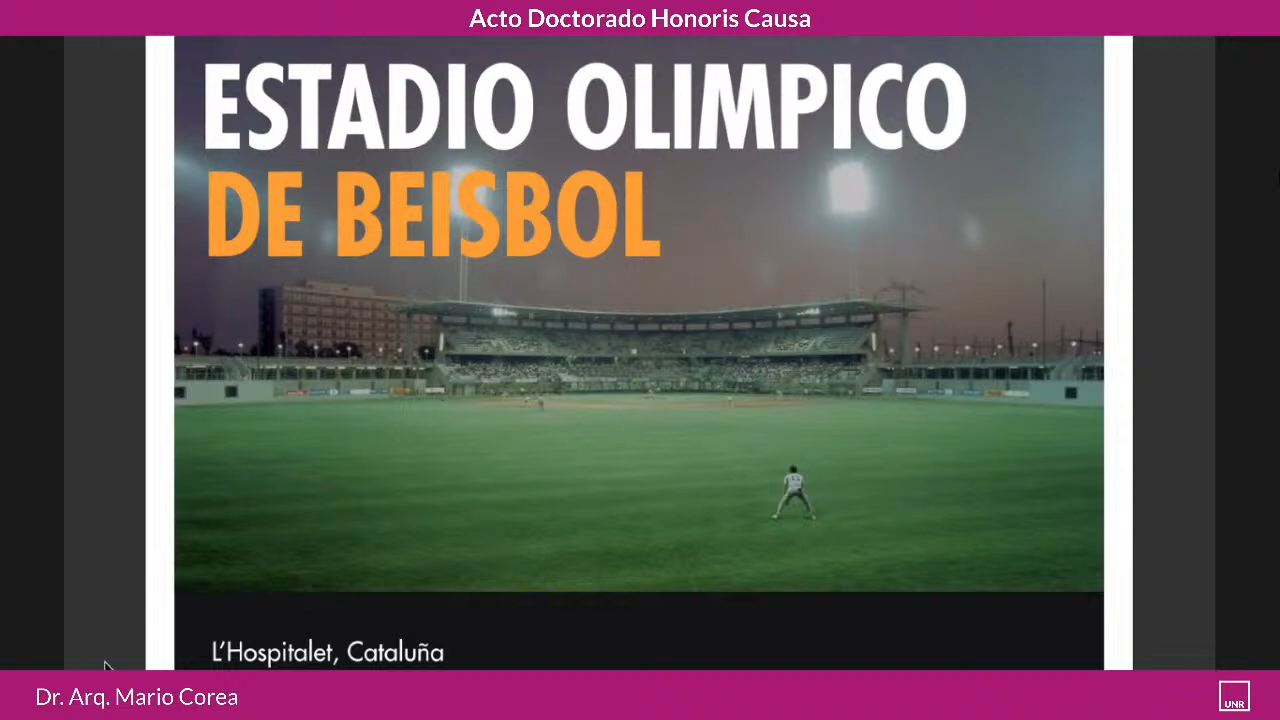 Acto Doctorado Honoris Causa
ESTADIO OLIMPICO
DE BEISBOL
L'Hospitalet, Cataluña
Dr. Arq. Mario Corea
UNR